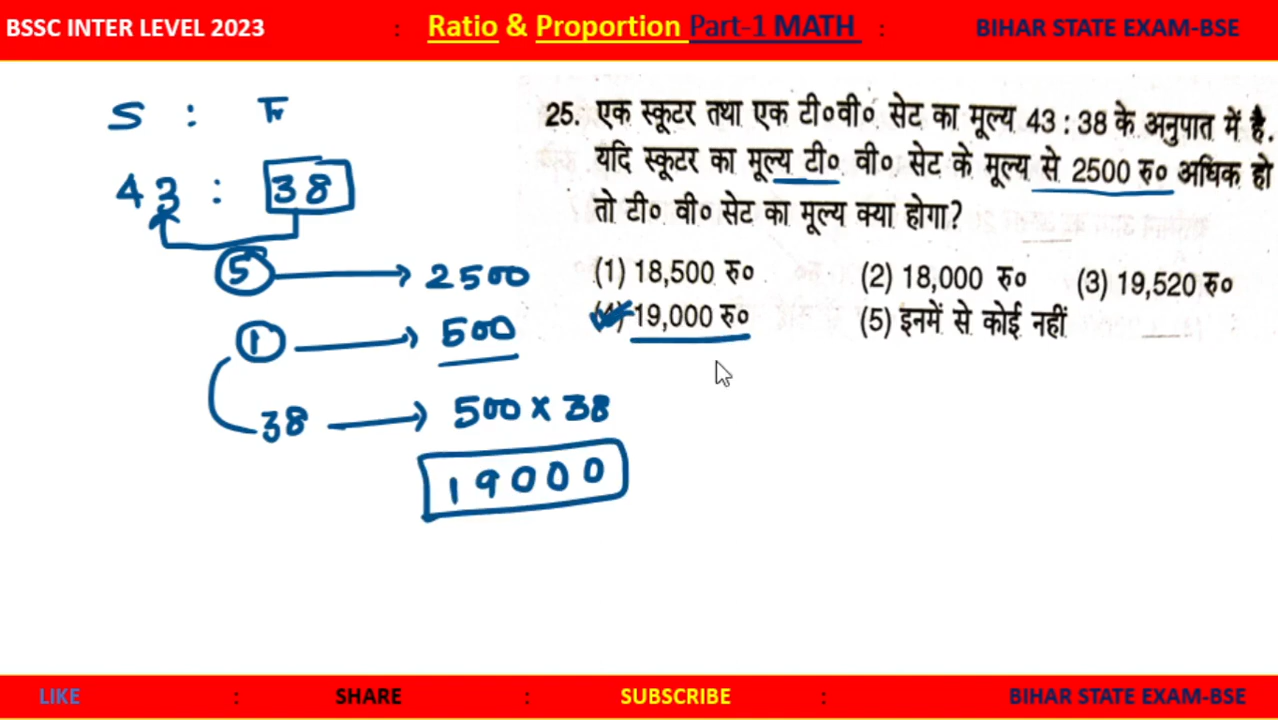 BSSC INTER LEVEL 2023 : Ratio & Proportion Part-1 MATH : BIHAR STATE EXAM-BSE
S : T
43 : 38
5 → 2500
1 → 500
38 → 500 × 38
19000
25. एक स्कूटर तथा एक टी०वी० सेट का मूल्य 43 : 38 के अनुपात में है.
यदि स्कूटर का मूल्य टी० वी० सेट के मूल्य से 2500 रु० अधिक हो
तो टी० वी० सेट का मूल्य क्या होगा?
(1) 18,500 रु० (2) 18,000 रु० (3) 19,520 रु०
(4) 19,000 रु० (5) इनमें से कोई नहीं
LIKE : SHARE : SUBSCRIBE : BIHAR STATE EXAM-BSE